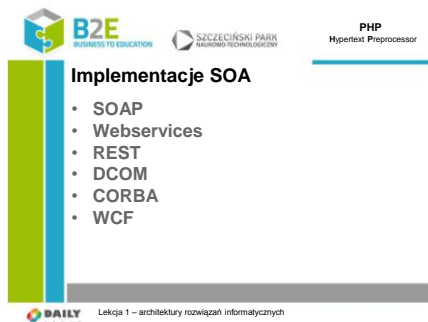 B2E
BUSINESS TO EDUCATION
SZCZECIŃSKI PARK
NAUKOWO-TECHNOLOGICZNY
PHP
Hypertext Preprocessor
Implementacje SOA
• SOAP
• Webservices
• REST
• DCOM
• CORBA
• WCF
DAILY
Lekcja 1 – architektury rozwiązań informatycznych